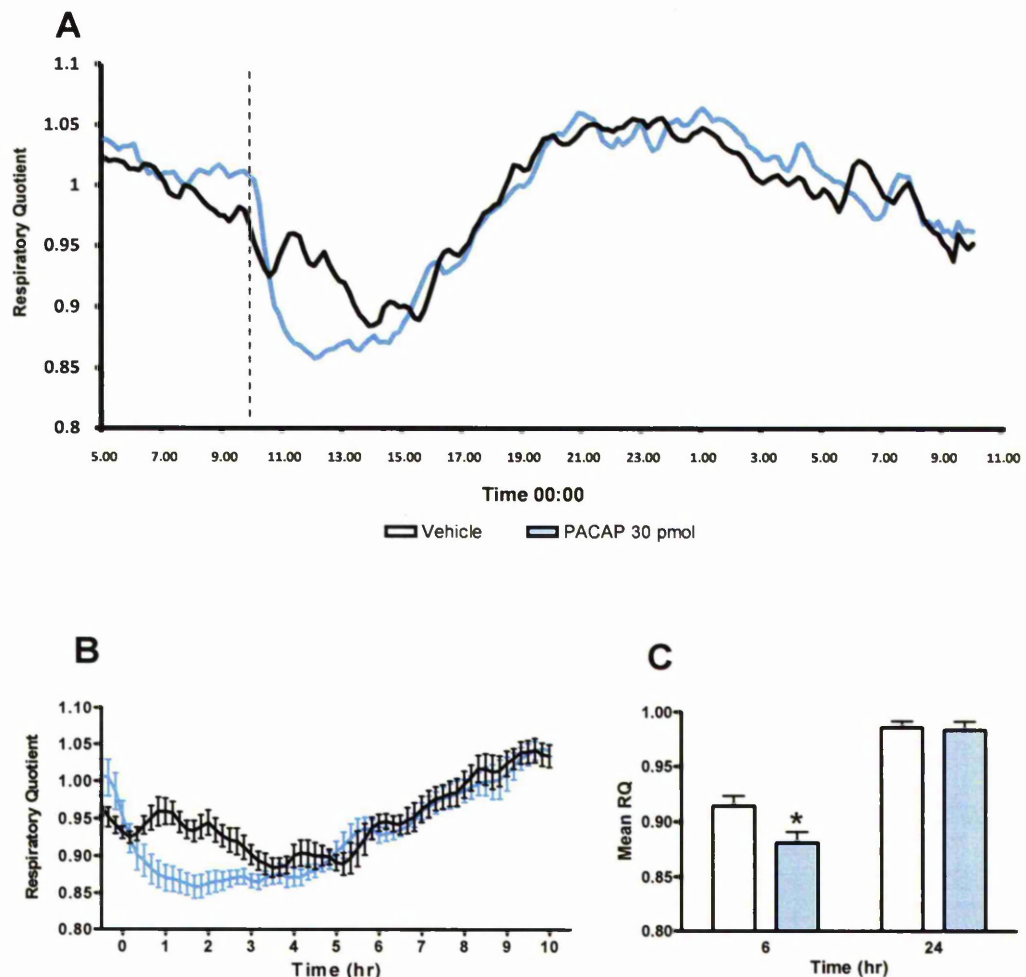 A
1.1
1.05
1
0.95
0.9
0.85
0.8
Respiratory Quotient
5.00 7.00 9.00 11.00 13.00 15.00 17.00 19.00 21.00 23.00 1.00 3.00 5.00 7.00 9.00 11.00
Time 00:00
Vehicle PACAP 30 pmol
B
1.10
1.05
1.00
0.95
0.90
0.85
0.80
Respiratory Quotient
0 1 2 3 4 5 6 7 8 9 10
Time (hr)
C
1.00
0.95
0.90
0.85
0.80
Mean RQ
*
6 24
Time (hr)